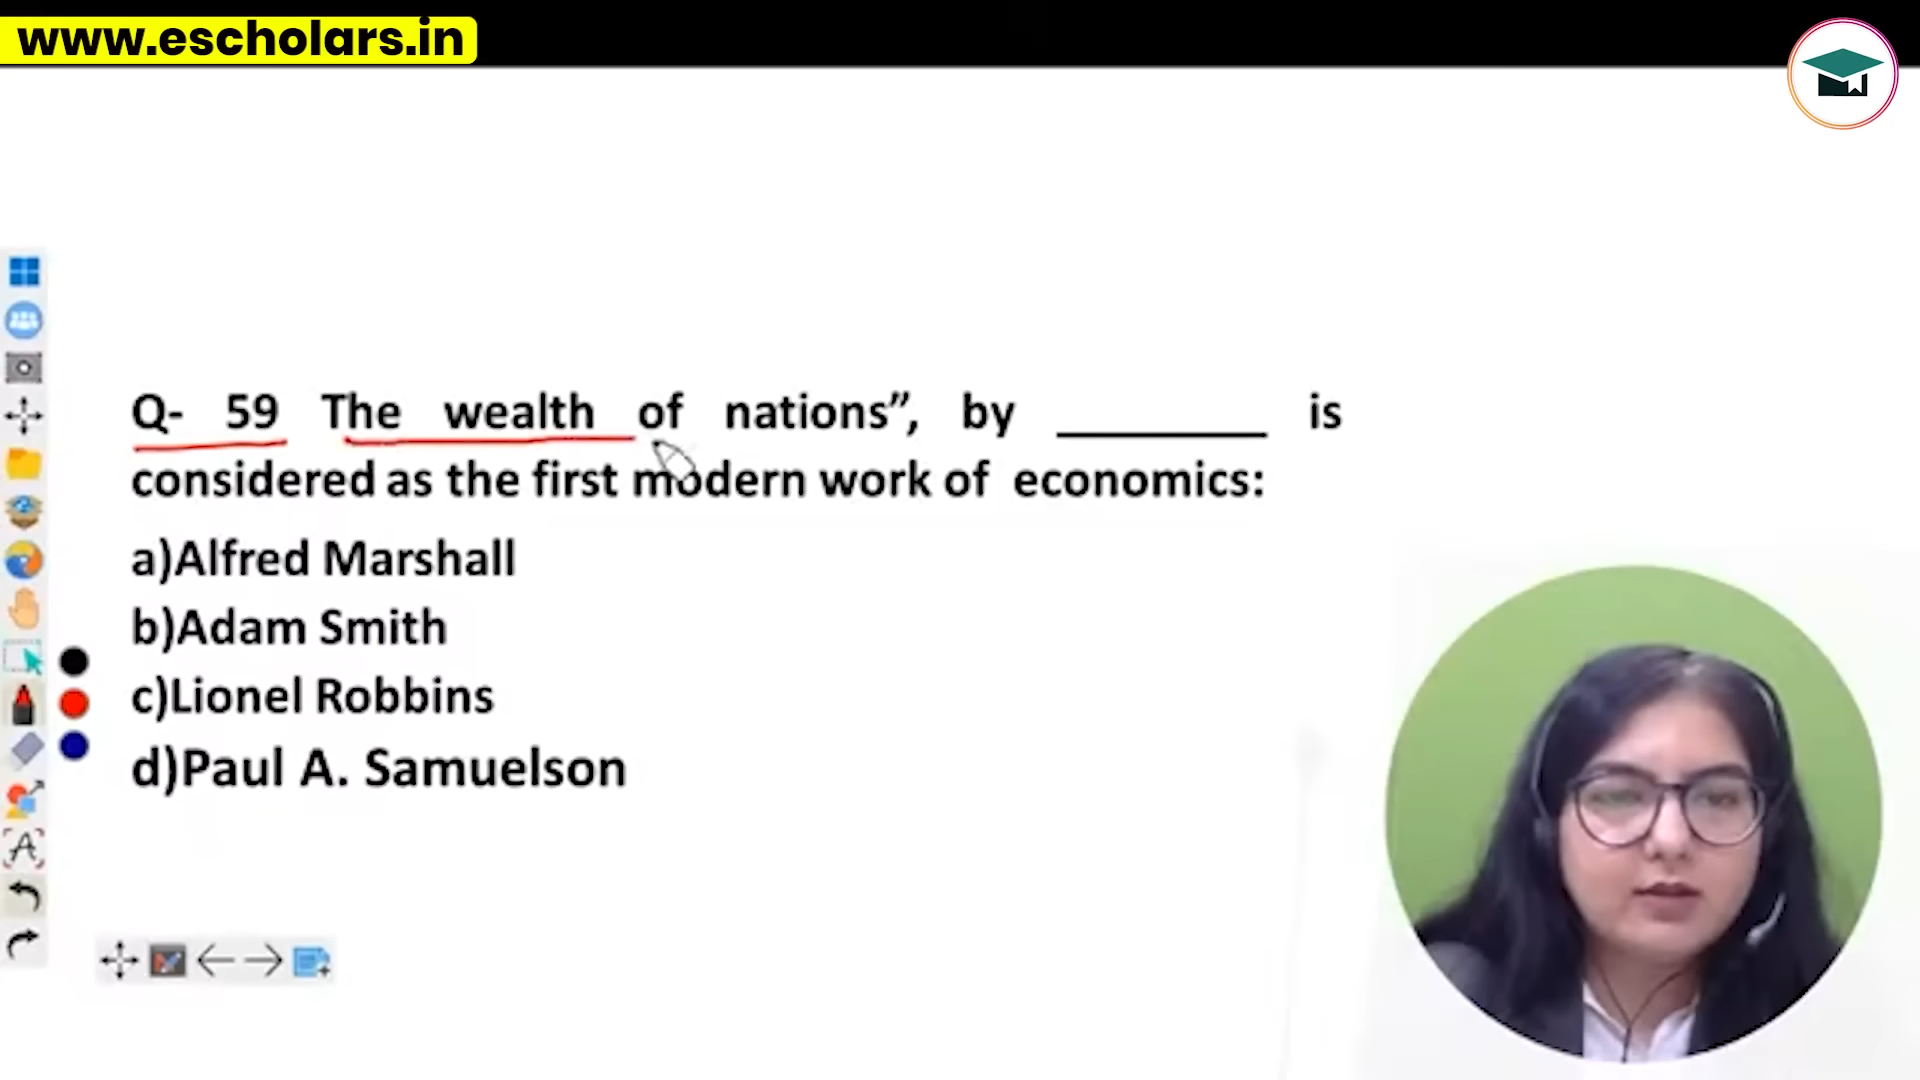 www.escholars.in
Q- 59 The wealth of nations”, by ________ is
considered as the first modern work of economics:
a)Alfred Marshall
b)Adam Smith
c)Lionel Robbins
d)Paul A. Samuelson